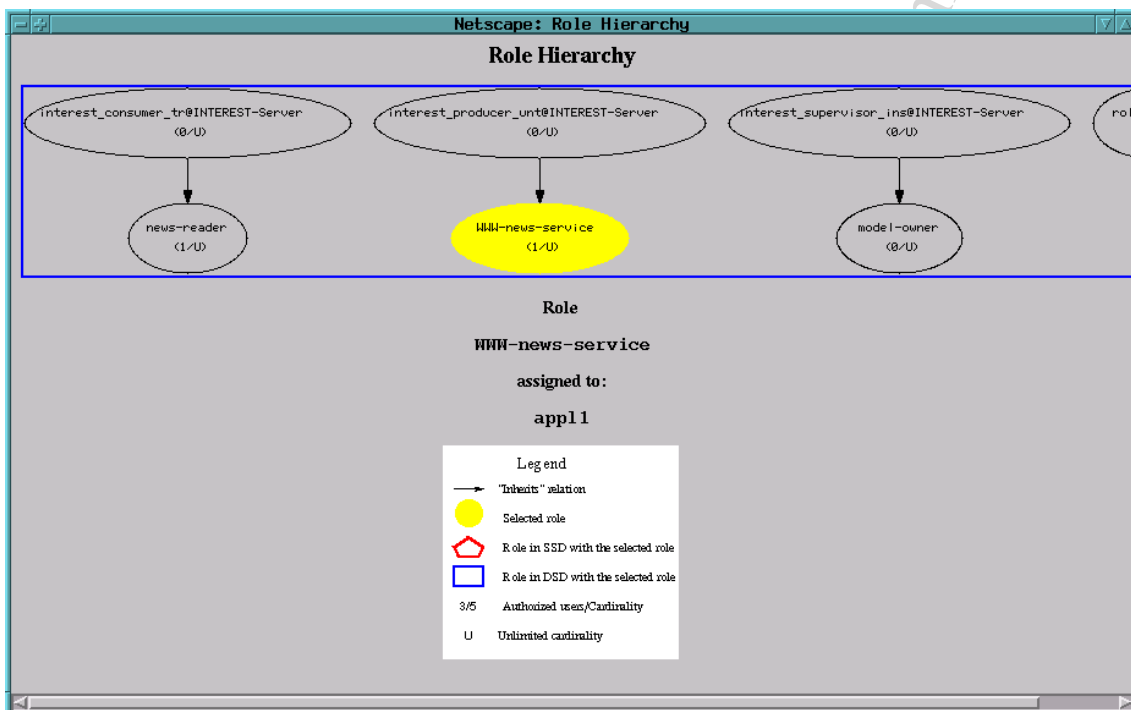 Netscape: Role Hierarchy
Role Hierarchy
interest_consumer_tr@INTEREST-Server
(0/U)
interest_producer_unt@INTEREST-Server
(0/U)
interest_supervisor_ins@INTEREST-Server
(0/U)
rol
news-reader
(1/U)
WWW-news-service
(1/U)
model-owner
(0/U)
Role
WWW-news-service
assigned to:
appl1
Legend
"Inherits" relation
Selected role
Role in SSD with the selected role
Role in DSD with the selected role
3/5 Authorized users/Cardinality
U Unlimited cardinality